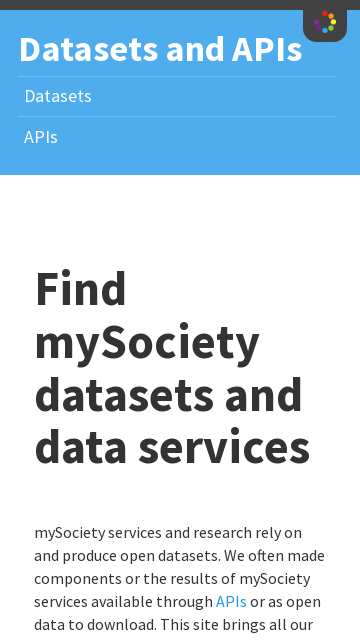 Datasets and APIs
Datasets
APIs
Find
mySociety
datasets and
data services
mySociety services and research rely on
and produce open datasets. We often made
components or the results of mySociety
services available through APIs or as open
data to download. This site brings all our